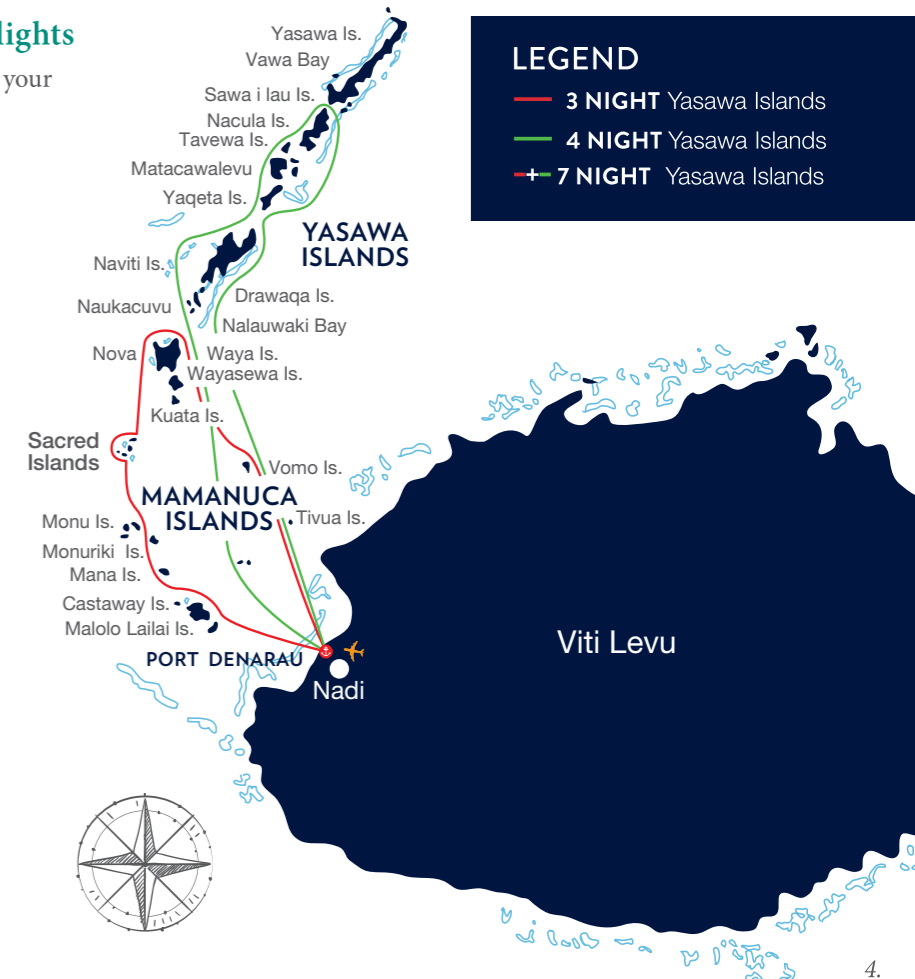 lights
your
LEGEND
3 NIGHT Yasawa Islands
4 NIGHT Yasawa Islands
7 NIGHT Yasawa Islands
Yasawa Is.
Vawa Bay
Sawa i lau Is.
Nacula Is.
Tavewa Is.
Matacawalevu
Yaqeta Is.
YASAWA
ISLANDS
Naviti Is.
Drawaqa Is.
Naukacuvu
Nalauwaki Bay
Nova
Waya Is.
Wayasewa Is.
Kuata Is.
Sacred
Islands
Vomo Is.
MAMANUCA
ISLANDS
Tivua Is.
Monu Is.
Monuriki Is.
Mana Is.
Castaway Is.
Malolo Lailai Is.
PORT DENARAU
Nadi
Viti Levu
4.